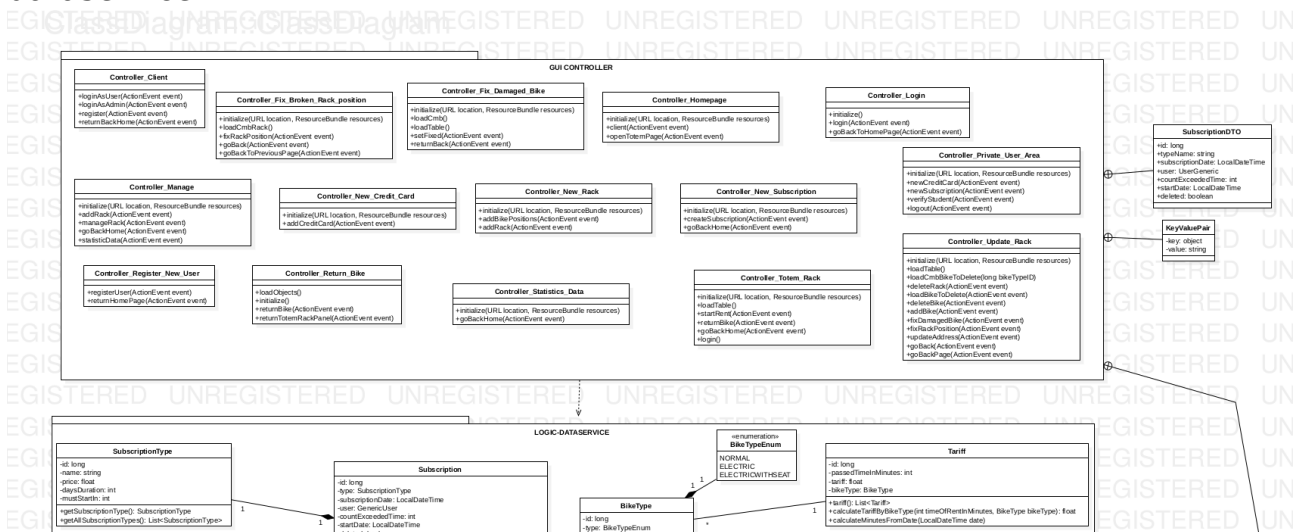 ClassDiagram::ClassDiagram
GUI CONTROLLER
Controller_Client
+loginAsUser(ActionEvent event)
+loginAsAdmin(ActionEvent event)
+register(ActionEvent event)
+returnBackHome(ActionEvent event)
Controller_Fix_Broken_Rack_position
+initialize(URL location, ResourceBundle resources)
+loadCmbRack()
+fixRackPosition(ActionEvent event)
+goBack(ActionEvent event)
+goBackToPreviousPage(ActionEvent event)
Controller_Fix_Damaged_Bike
+initialize(URL location, ResourceBundle resources)
+loadCmb()
+loadTable()
+setFixed(ActionEvent event)
+returnBack(ActionEvent event)
Controller_Homepage
+initialize(URL location, ResourceBundle resources)
+client(ActionEvent event)
+openTotemPage(ActionEvent event)
Controller_Login
+initialize()
+login(ActionEvent event)
+goBackToHomePage(ActionEvent event)
SubscriptionDTO
+id: long
+typeName: string
+subscriptionDate: LocalDateTime
+user: UserGeneric
+countExceededTime: int
+startDate: LocalDateTime
+deleted: boolean
Controller_Private_User_Area
+initialize(URL location, ResourceBundle resources)
+newCreditCard(ActionEvent event)
+newSubscription(ActionEvent event)
+verifyStudent(ActionEvent event)
+logout(ActionEvent event)
Controller_Manage
+initialize(URL location, ResourceBundle resources)
+addRack(ActionEvent event)
+manageRack(ActionEvent event)
+goBackHome(ActionEvent event)
+statisticData(ActionEvent event)
Controller_New_Credit_Card
+initialize(URL location, ResourceBundle resources)
+addCreditCard(ActionEvent event)
Controller_New_Rack
+initialize(URL location, ResourceBundle resources)
+addBikePositions(ActionEvent event)
+addRack(ActionEvent event)
Controller_New_Subscription
+initialize(URL location, ResourceBundle resources)
+createSubscription(ActionEvent event)
+goBackHome(ActionEvent event)
KeyValuePair
-key: object
-value: string
Controller_Update_Rack
+initialize(URL location, ResourceBundle resources)
+loadTable()
+loadCmbBikeToDelete(long bikeTypeID)
+deleteRack(ActionEvent event)
+loadBikeToDelete(ActionEvent event)
+deleteBike(ActionEvent event)
+addBike(ActionEvent event)
+fixDamagedBike(ActionEvent event)
+fixRackPosition(ActionEvent event)
+updateAddress(ActionEvent event)
+goBack(ActionEvent event)
+goBackPage(ActionEvent event)
Controller_Register_New_User
+registerUser(ActionEvent event)
+returnHomePage(ActionEvent event)
Controller_Return_Bike
+loadObjects()
+initialize()
+returnBike(ActionEvent event)
+returnTotemRackPanel(ActionEvent event)
Controller_Statistics_Data
+initialize(URL location, ResourceBundle resources)
+goBackHome(ActionEvent event)
Controller_Totem_Rack
+initialize(URL location, ResourceBundle resources)
+loadTable()
+startRent(ActionEvent event)
+returnBike(ActionEvent event)
+goBackHome(ActionEvent event)
+login()
LOGIC-DATASERVICE
SubscriptionType
-id: long
-name: string
-price: float
-daysDuration: int
-mustStartIn: int
+getSubscriptionType(): SubscriptionType
+getAllSubscriptionTypes(): List<SubscriptionType>
1
1
Subscription
-id: long
-type: SubscriptionType
-subscriptionDate: LocalDateTime
-user: GenericUser
-countExceededTime: int
-startDate: LocalDateTime
«enumeration»
BikeTypeEnum
NORMAL
ELECTRIC
ELECTRICWITHSEAT
1
1
BikeType
-id: long
-type: BikeTypeEnum
*
1
Tariff
-id: long
-passedTimeInMinutes: int
-tariff: float
-bikeType: BikeType
+tariff(): List<Tariff>
+calculateTariffByBikeType(int timeOfRentInMinutes, BikeType bikeType): float
+calculateMinutesFromDate(LocalDateTime date)
UNREGISTERED UNREGISTERED UNREGISTERED